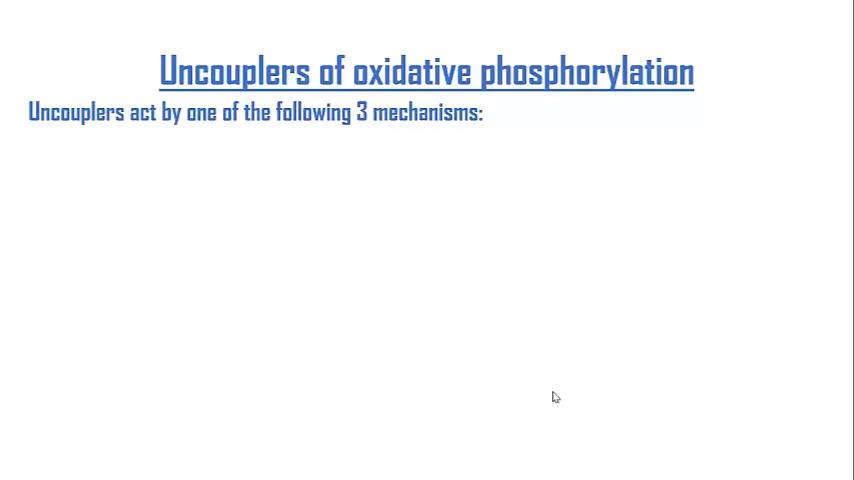 Uncouplers of oxidative phosphorylation
Uncouplers act by one of the following 3 mechanisms: